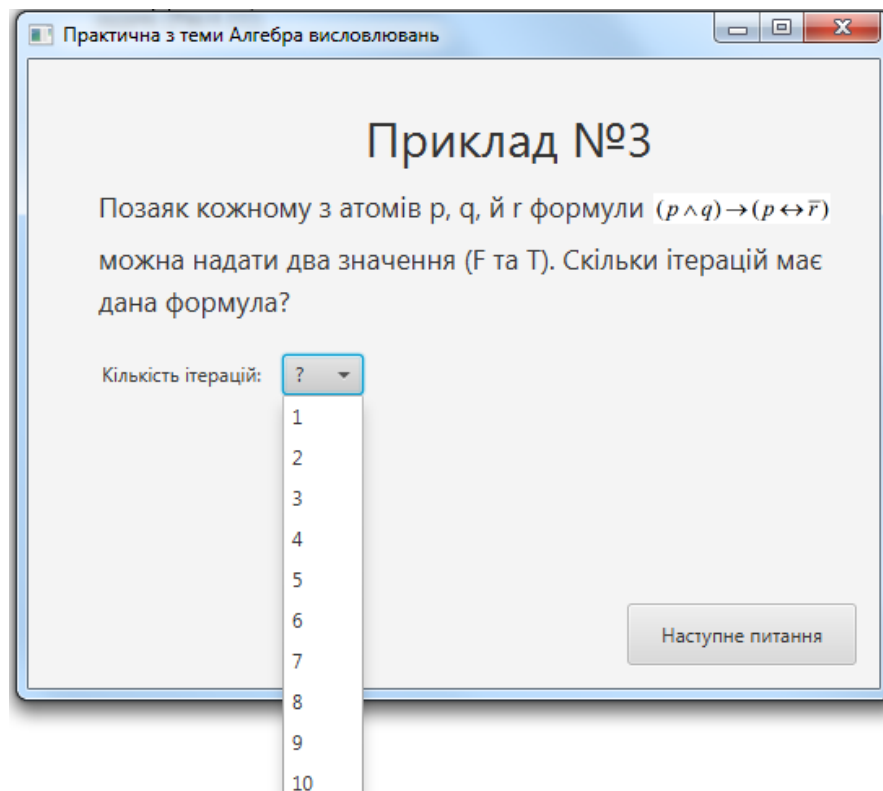 Практична з теми Алгебра висловлювань
Приклад №3
Позаяк кожному з атомів p, q, й r формули (p∧q)→(p↔r̅)
можна надати два значення (F та T). Скільки ітерацій має
дана формула?
Кількість ітерацій: ?
1
2
3
4
5
6
7
8
9
10
Наступне питання